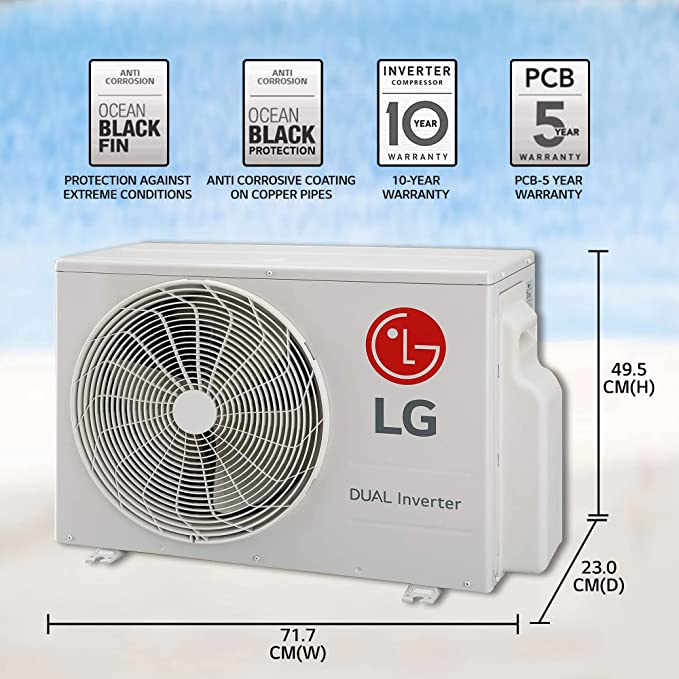 ANTI
CORROSION
OCEAN
BLACK
FIN
PROTECTION AGAINST
EXTREME CONDITIONS
ANTI
CORROSION
OCEAN
BLACK
PROTECTION
ANTI CORROSIVE COATING
ON COPPER PIPES
INVERTER
COMPRESSOR
10 YEAR
WARRANTY
10-YEAR
WARRANTY
PCB
5 YEAR
WARRANTY
PCB-5 YEAR
WARRANTY
LG
LG
DUAL Inverter
49.5
CM(H)
23.0
CM(D)
71.7
CM(W)